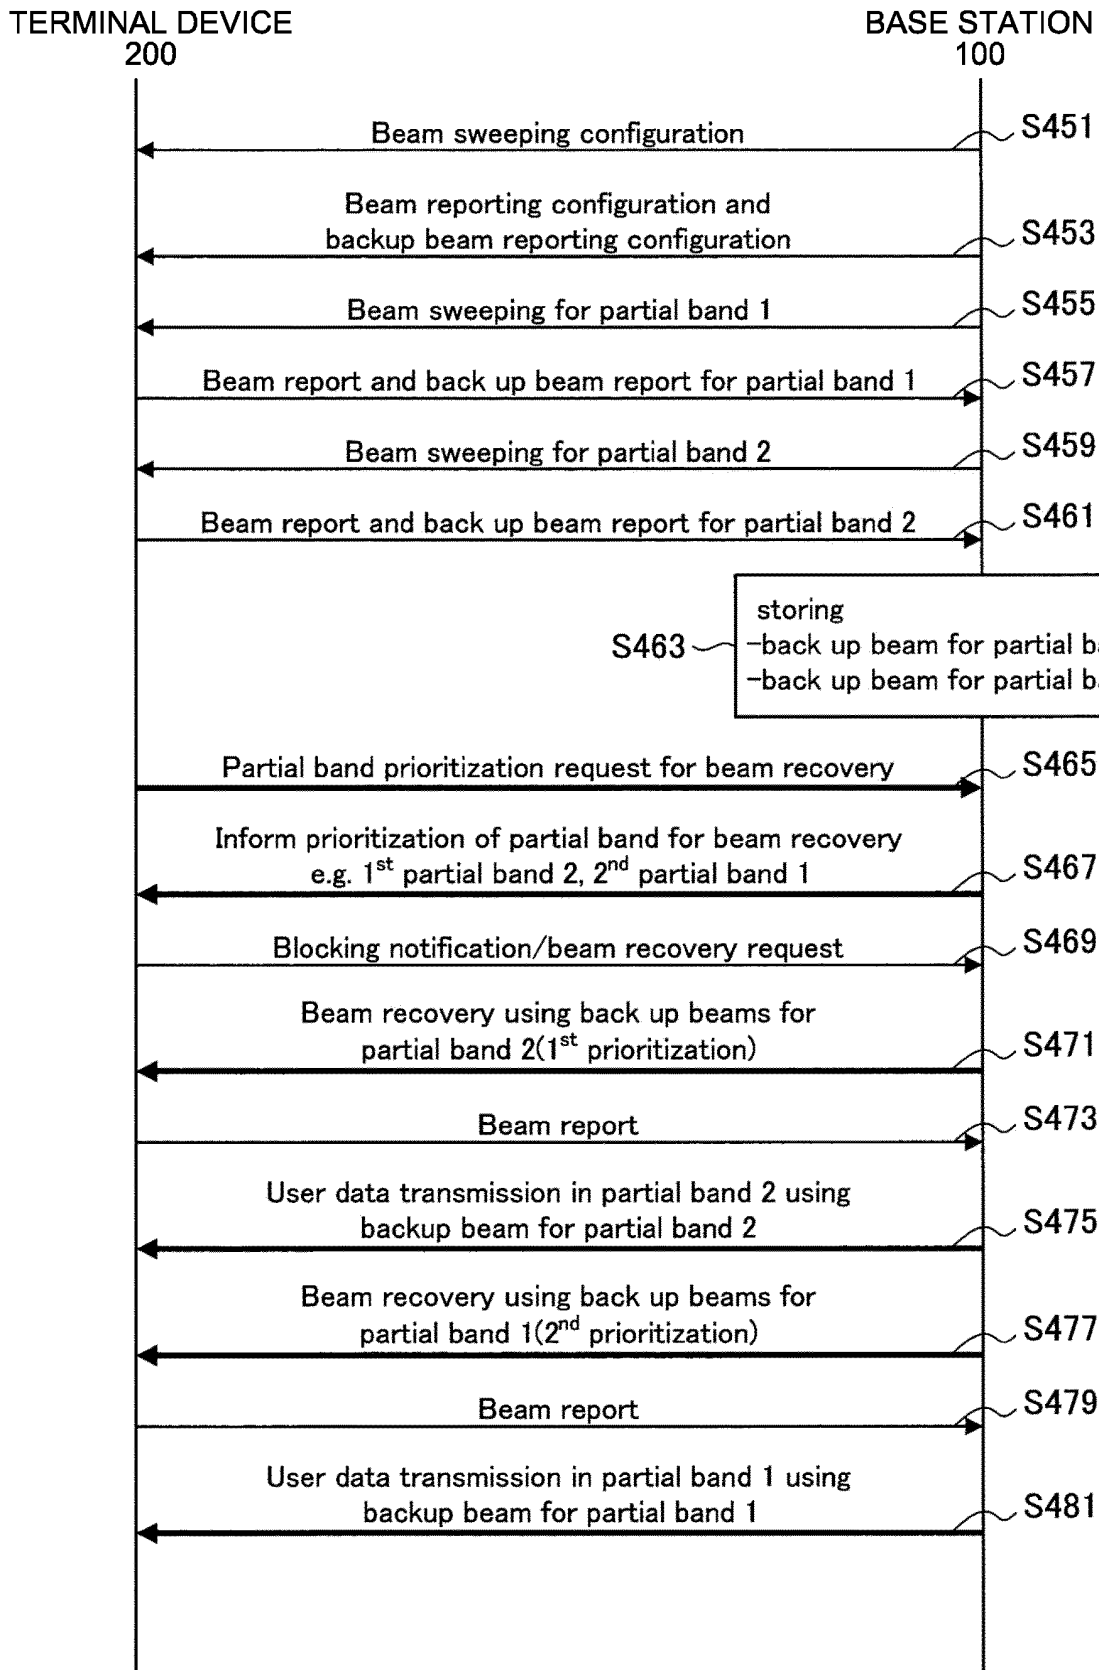 TERMINAL DEVICE
200
BASE STATION
100
Beam sweeping configuration
S451
Beam reporting configuration and
backup beam reporting configuration
S453
Beam sweeping for partial band 1
S455
Beam report and back up beam report for partial band 1
S457
Beam sweeping for partial band 2
S459
Beam report and back up beam report for partial band 2
S461
S463
storing
-back up beam for partial
-back up beam for partial
Partial band prioritization request for beam recovery
S465
Inform prioritization of partial band for beam recovery
e.g. 1st partial band 2, 2nd partial band 1
S467
Blocking notification/beam recovery request
S469
Beam recovery using back up beams for
partial band 2(1st prioritization)
S471
Beam report
S473
User data transmission in partial band 2 using
backup beam for partial band 2
S475
Beam recovery using back up beams for
partial band 1(2nd prioritization)
S477
Beam report
S479
User data transmission in partial band 1 using
backup beam for partial band 1
S481